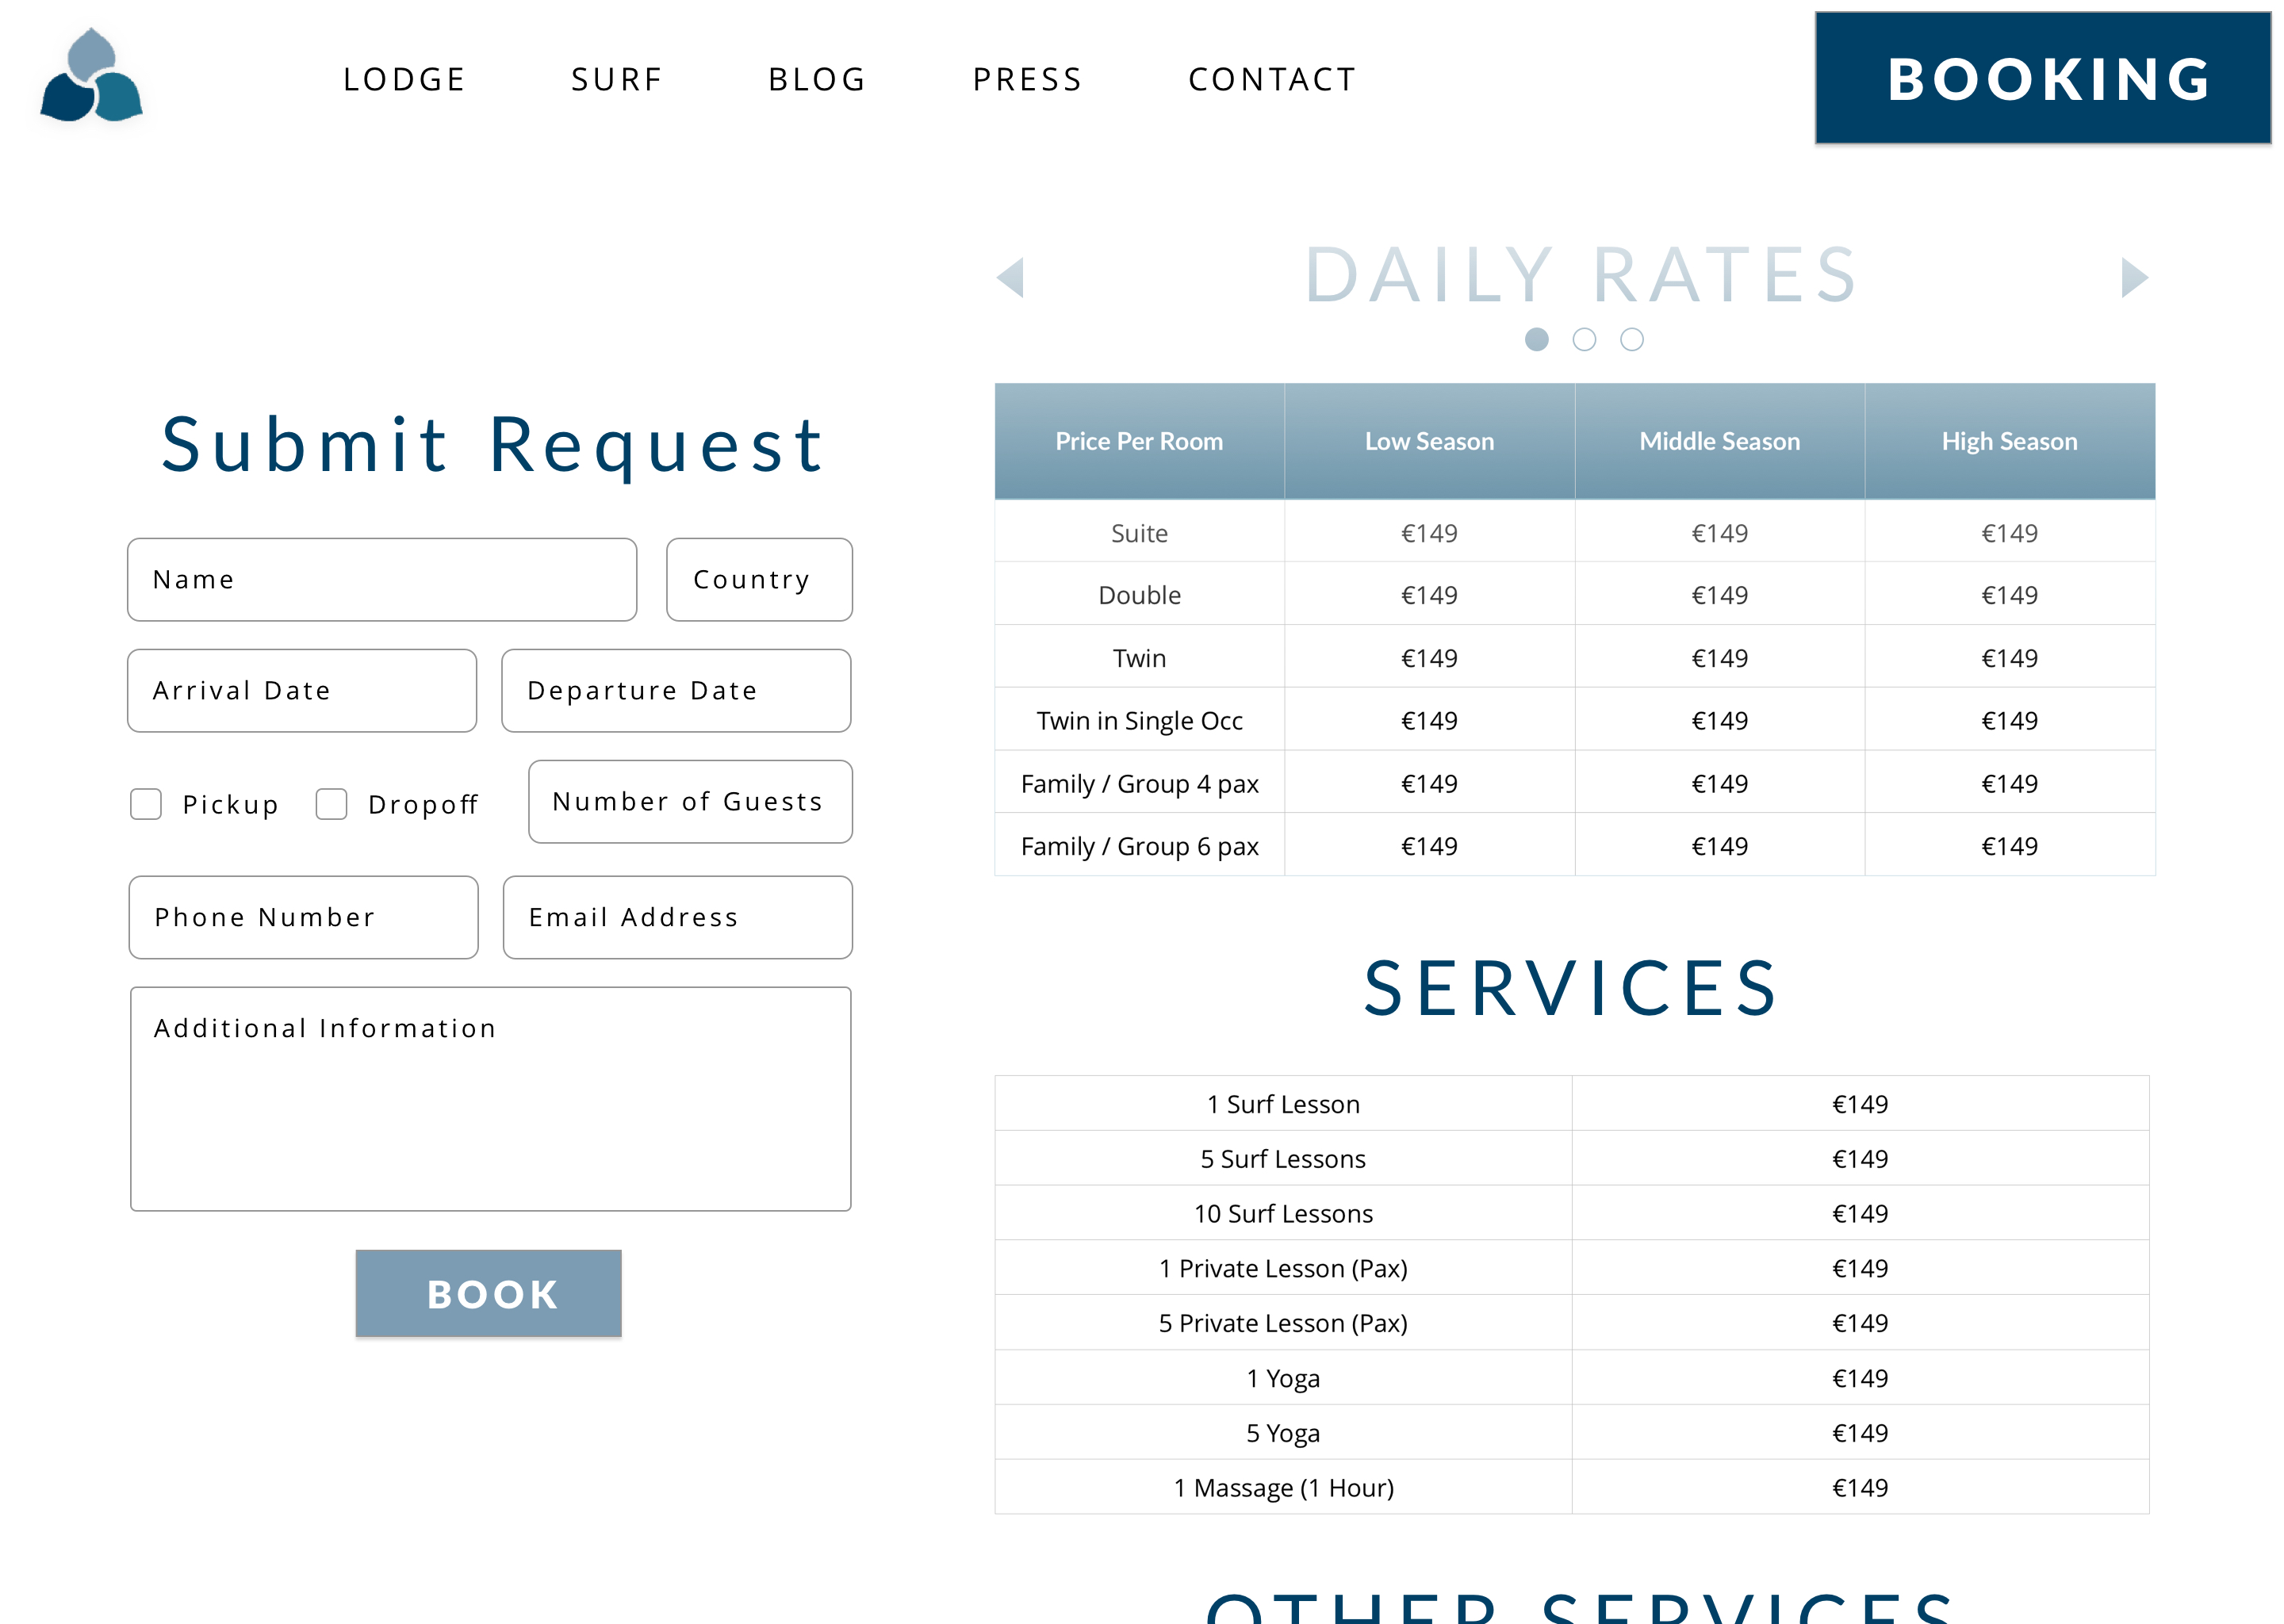 LODGE SURF BLOG PRESS CONTACT BOOKING
Submit Request
Name Country
Arrival Date Departure Date
Pickup Dropoff Number of Guests
Phone Number Email Address
Additional Information
BOOK
DAILY RATES
Price Per Room Low Season Middle Season High Season
Suite €149 €149 €149
Double €149 €149 €149
Twin €149 €149 €149
Twin in Single Occ €149 €149 €149
Family / Group 4 pax €149 €149 €149
Family / Group 6 pax €149 €149 €149
SERVICES
1 Surf Lesson €149
5 Surf Lessons €149
10 Surf Lessons €149
1 Private Lesson (Pax) €149
5 Private Lesson (Pax) €149
1 Yoga €149
5 Yoga €149
1 Massage (1 Hour) €149
OTHER SERVICES